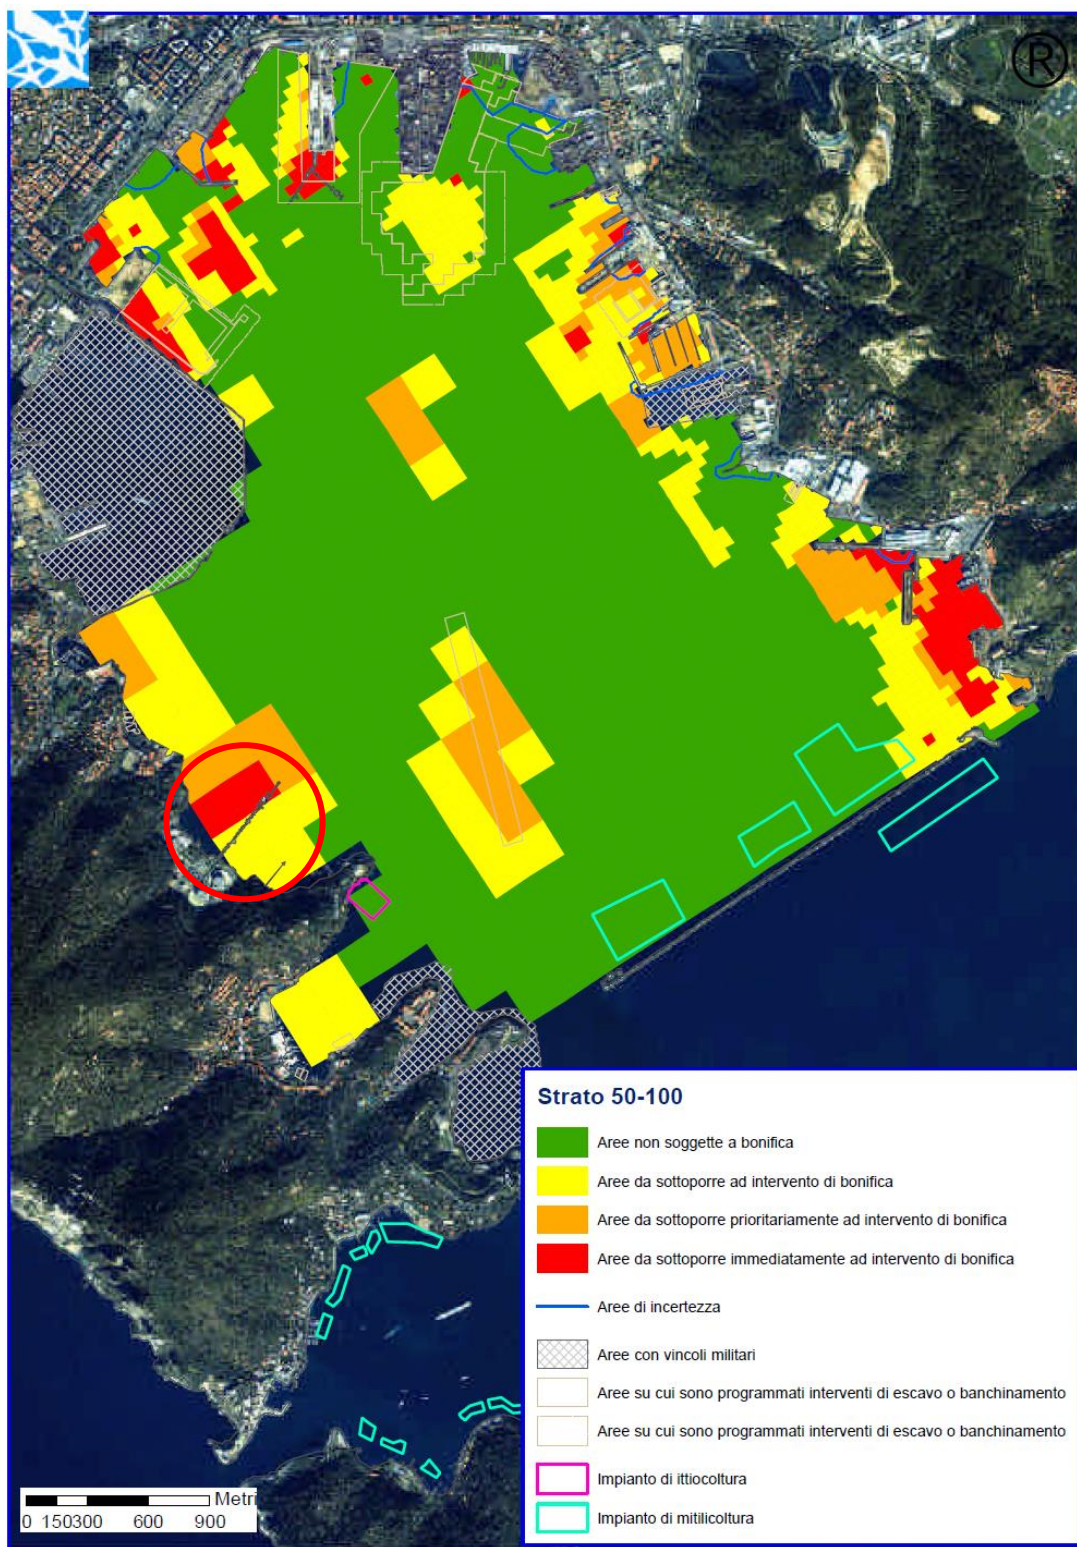 ®
Strato 50-100
Aree non soggette a bonifica
Aree da sottoporre ad intervento di bonifica
Aree da sottoporre prioritariamente ad intervento di bonifica
Aree da sottoporre immediatamente ad intervento di bonifica
Aree di incertezza
Aree con vincoli militari
Aree su cui sono programmati interventi di escavo o banchinamento
Aree su cui sono programmati interventi di escavo o banchinamento
Impianto di ittiocoltura
Impianto di mitilicoltura
Metri
0 150300 600 900